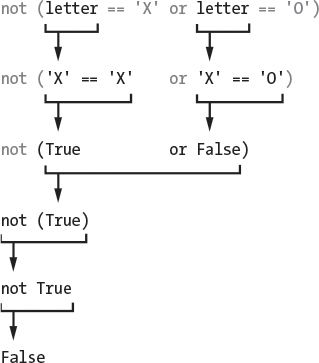 not (letter == 'X' or letter == 'O')
not ('X' == 'X' or 'X' == 'O')
not (True or False)
not (True)
not True
False